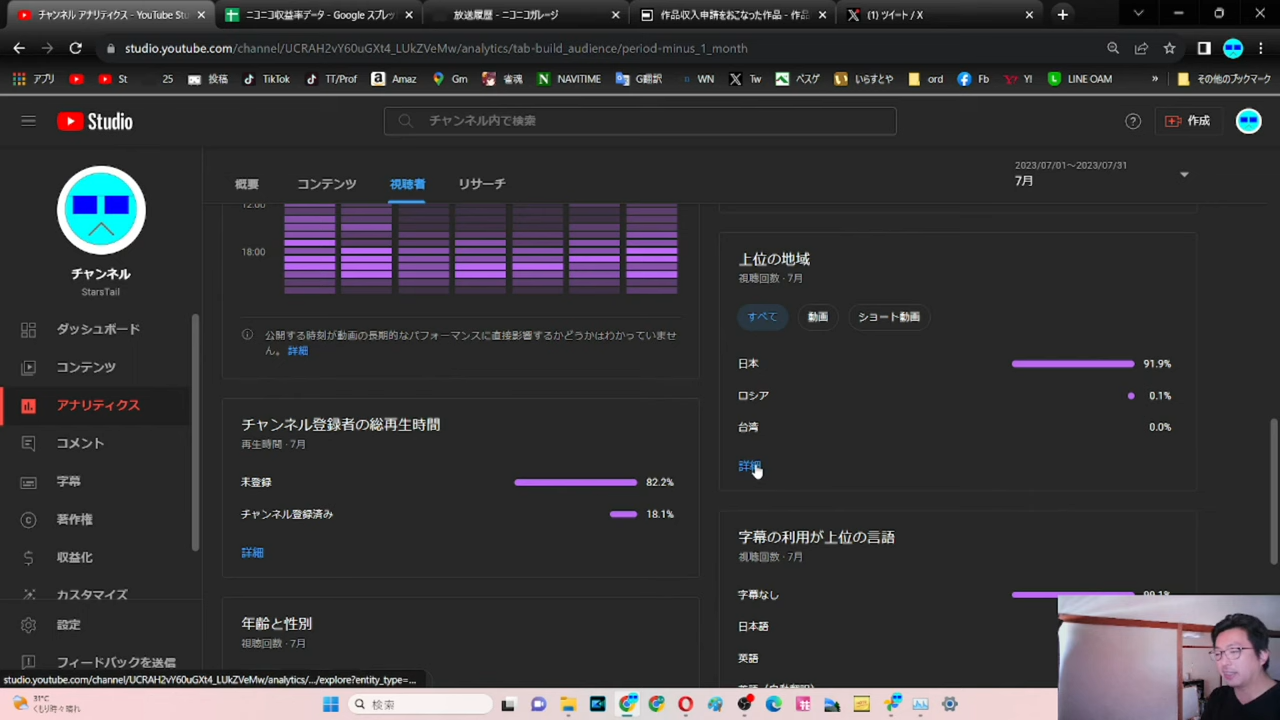 チャンネル アナリティクス - YouTube Stu
ニコニコ収益率データ - Google スプレッ
放送履歴 - ニコニコガレージ
作品収入申請をおこなった作品 - 作品
(1) ツイート / X
studio.youtube.com/channel/UCRAH2vY60uGXt4_LUkZVeMw/analytics/tab-build_audience/period-minus_1_month
アプリ
St
25
投稿
TikTok
TT/Prof
Amaz
Gm
雀魂
NAVITIME
G翻訳
WN
Tw
ベスゲ
いらすとや
ord
Fb
Y!
LINE OAM
»
その他のブックマーク
Studio
チャンネル内で検索
作成
チャンネル
StarsTail
ダッシュボード
コンテンツ
アナリティクス
コメント
字幕
著作権
収益化
カスタマイズ
設定
フィードバックを送信
概要
コンテンツ
視聴者
リサーチ
2023/07/01～2023/07/31
7月
12:00
18:00
公開する時刻が動画の長期的なパフォーマンスに直接影響するかどうかはわかっていませ
ん。詳細
チャンネル登録者の総再生時間
再生時間 · 7月
未登録 82.2%
チャンネル登録済み 18.1%
詳細
年齢と性別
視聴回数 · 7月
上位の地域
視聴回数 · 7月
すべて
動画
ショート動画
日本 91.9%
ロシア 0.1%
台湾 0.0%
詳細
字幕の利用が上位の言語
視聴回数 · 7月
字幕なし 99.1%
日本語
英語
英語（自動翻訳）
studio.youtube.com/channel/UCRAH2vY60uGXt4_LUkZVeMw/analytics/.../explore?entity_type=...
31°C
くもり時々晴れ
検索